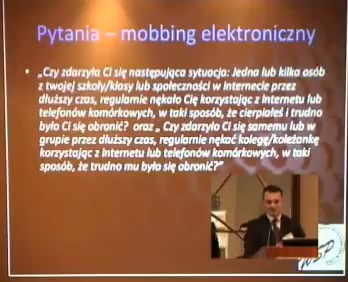 Pytania – mobbing elektroniczny
• „Czy zdarzyła Ci się następująca sytuacja: Jedna lub kilka osób
z twojej szkoły/klasy lub społeczności w Internecie przez
dłuższy czas, regularnie nękało Cię korzystając z Internetu lub
telefonów komórkowych, w taki sposób, że cierpiałeś i trudno
było Ci się obronić? oraz „ Czy zdarzyło Ci się samemu lub w
grupie przez dłuższy czas, regularnie nękać kolegę/koleżankę
korzystając z Internetu lub telefonów komórkowych, w taki
sposób, że trudno mu było się obronić?”
WSP